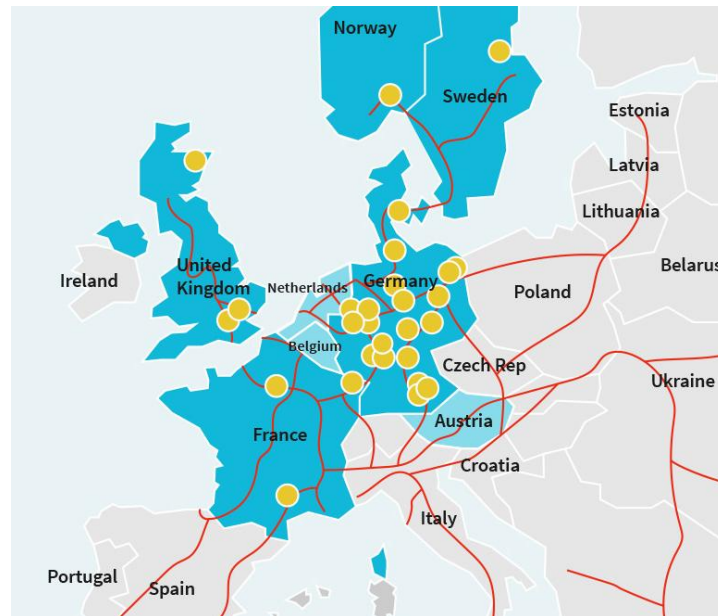 Norway
Sweden
Estonia
Latvia
Lithuania
Belarus
Ireland
United
Kingdom
Netherlands
Germany
Poland
Belgium
Czech Rep
Ukraine
France
Austria
Croatia
Italy
Portugal
Spain